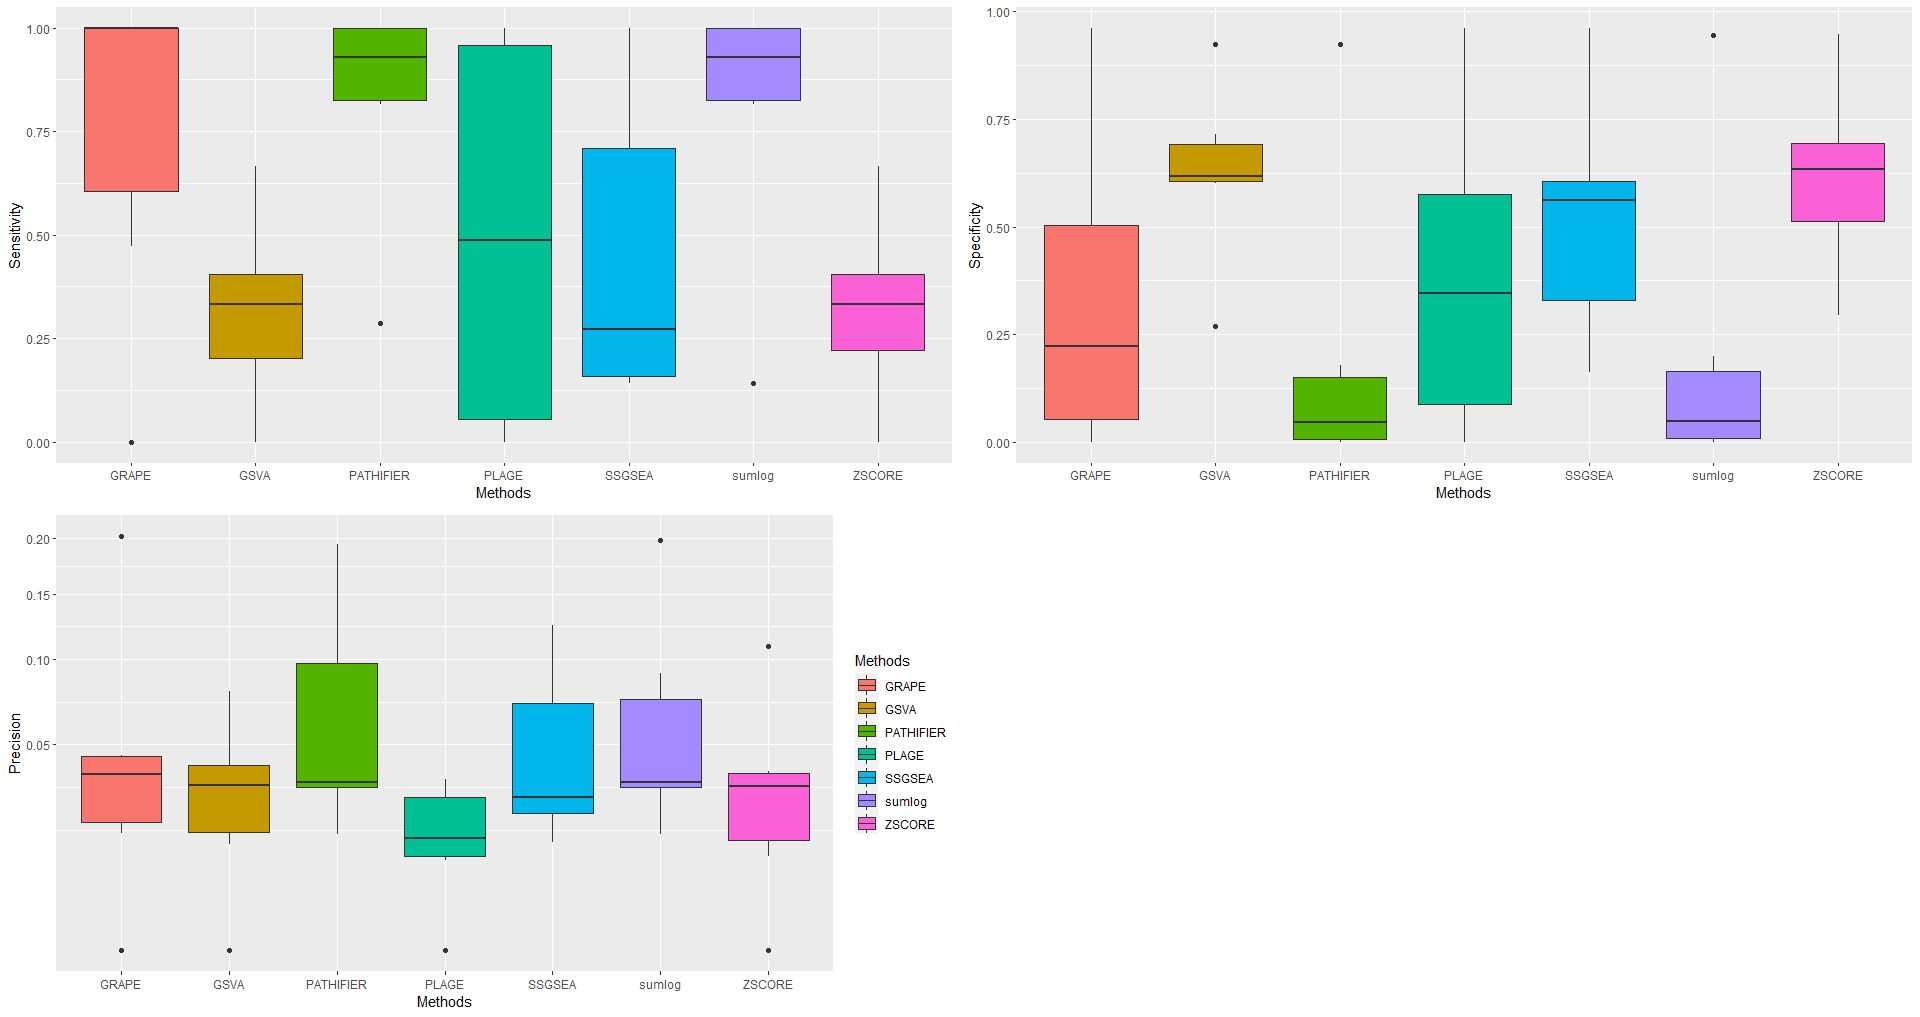 Sensitivity
1.00
0.75
0.50
0.25
0.00
GRAPE GSVA PATHIFIER PLAGE SSGSEA sumlog ZSCORE
Methods
Specificity
1.00
0.75
0.50
0.25
0.00
GRAPE GSVA PATHIFIER PLAGE SSGSEA sumlog ZSCORE
Methods
Precision
0.20
0.15
0.10
0.05
GRAPE GSVA PATHIFIER PLAGE SSGSEA sumlog ZSCORE
Methods
Methods
GRAPE
GSVA
PATHIFIER
PLAGE
SSGSEA
sumlog
ZSCORE